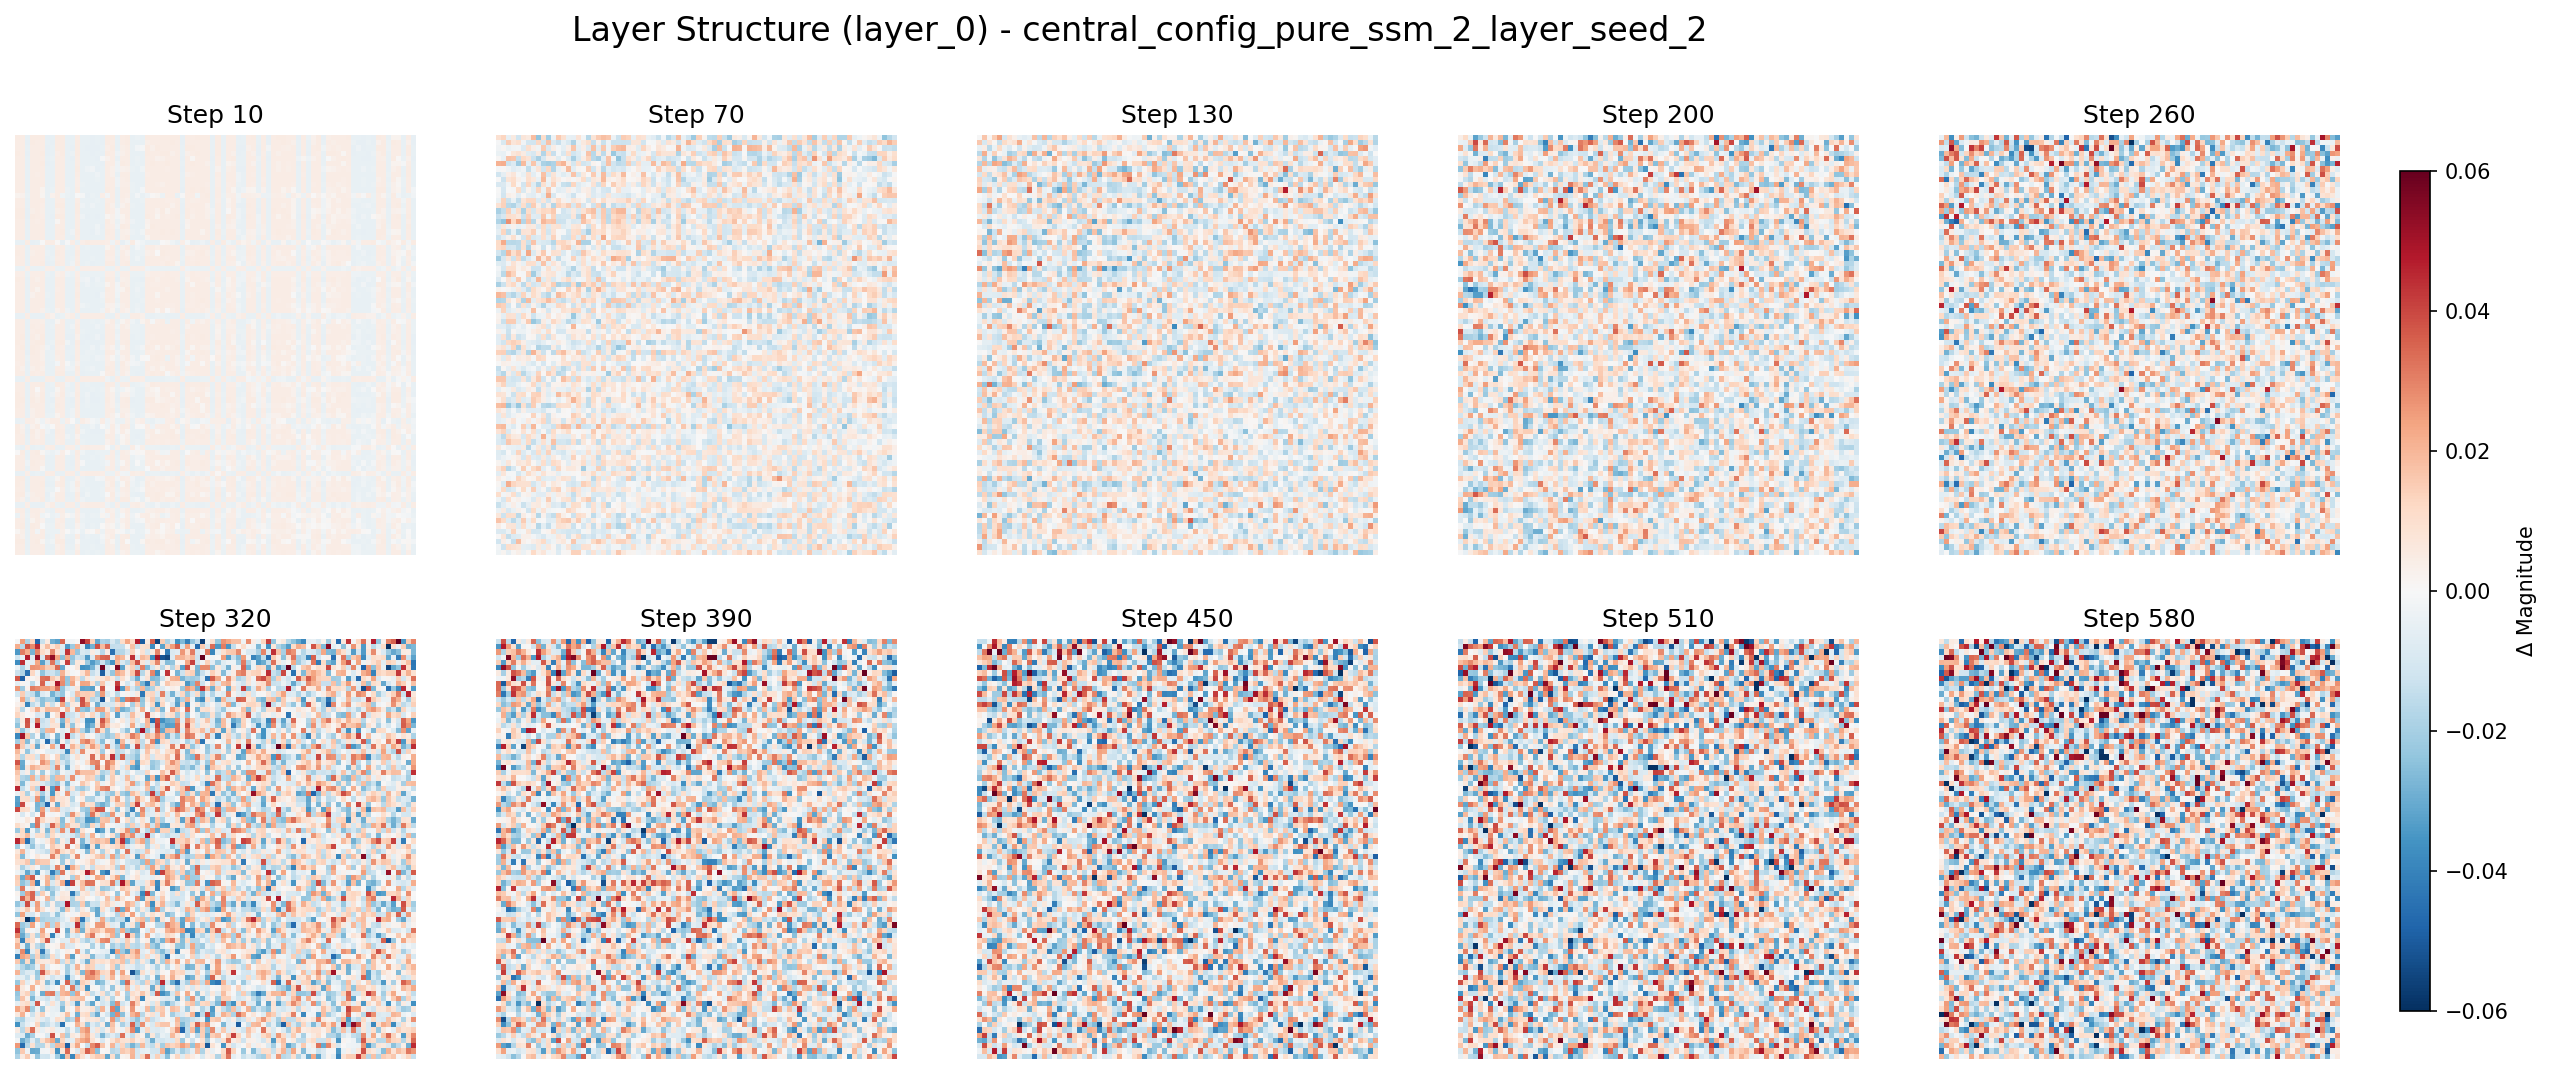 Layer Structure (layer_0) - central_config_pure_ssm_2_layer_seed_2
Step 10
Step 70
Step 130
Step 200
Step 260
Step 320
Step 390
Step 450
Step 510
Step 580
0.06
0.04
0.02
0.00
−0.02
−0.04
−0.06
Δ Magnitude